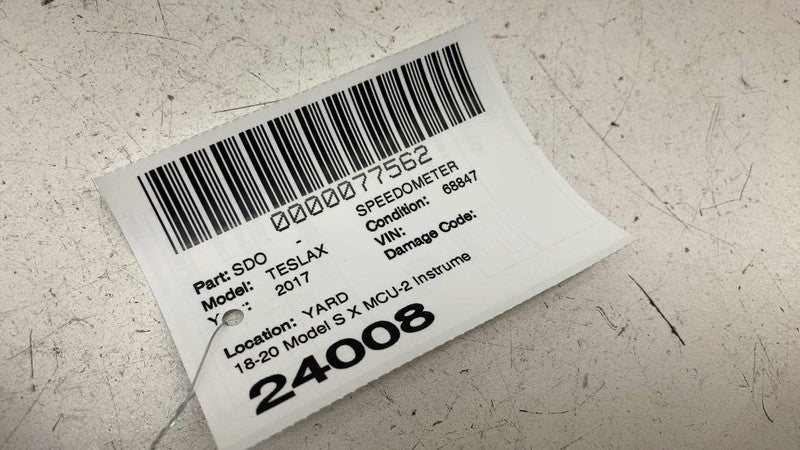 0000077562
Part: SDO - SPEEDOMETER
Model: TESLAX Condition: 68847
Y : 2017 VIN:
Damage Code:
Location: YARD
18-20 Model S X MCU-2 Instrume
24008